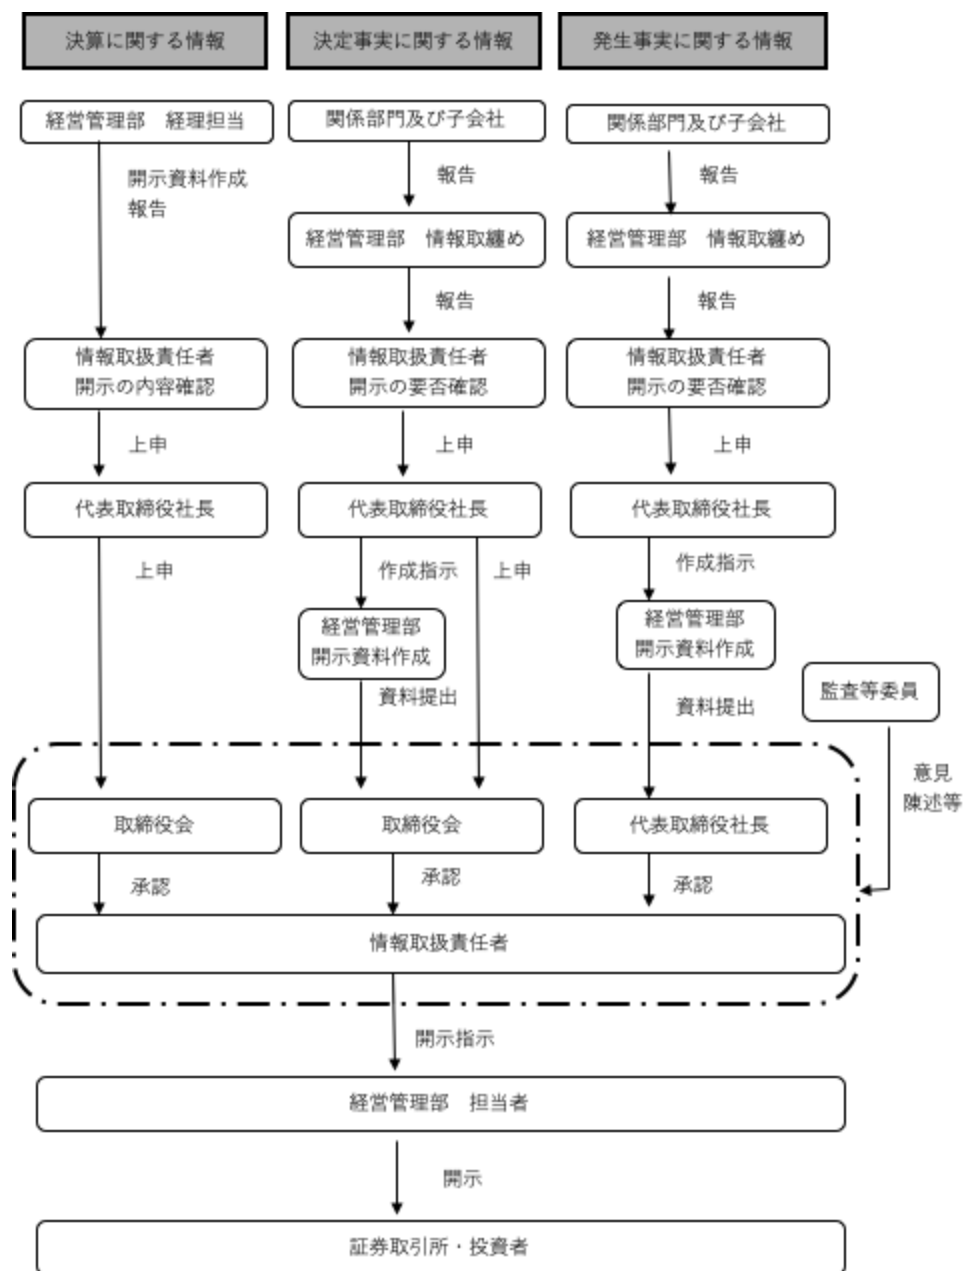 決算に関する情報
決定事実に関する情報
発生事実に関する情報
経営管理部　経理担当
関係部門及び子会社
関係部門及び子会社
開示資料作成
報告
報告
報告
経営管理部　情報取纏め
経営管理部　情報取纏め
報告
報告
情報取扱責任者
開示の内容確認
情報取扱責任者
開示の要否確認
情報取扱責任者
開示の要否確認
上申
上申
上申
代表取締役社長
代表取締役社長
代表取締役社長
上申
作成指示
上申
作成指示
経営管理部
開示資料作成
経営管理部
開示資料作成
資料提出
資料提出
監査等委員
意見
陳述等
取締役会
取締役会
代表取締役社長
承認
承認
承認
情報取扱責任者
開示指示
経営管理部　担当者
開示
証券取引所・投資者